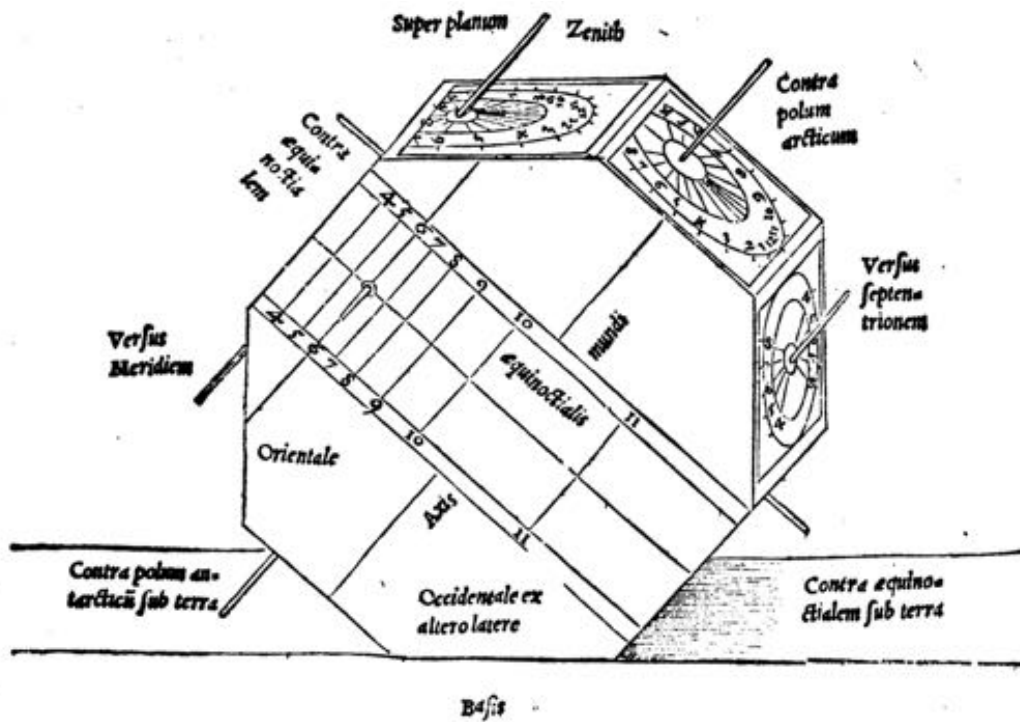 Super planum
Zenith
Contra
polum
arcticum
Contra
æqui
noctia
lem
4 5 6 7 8 9 10 11
Versus
septen-
trionem
Versus
Meridiem
mundi
æquinoctialis
4 5 6 7 8 9 10 11
Orientale
Axis
Contra polum an-
tarcticũ sub terra
Occidentale ex
altero latere
Contra æquino-
ctialem sub terra
Basis